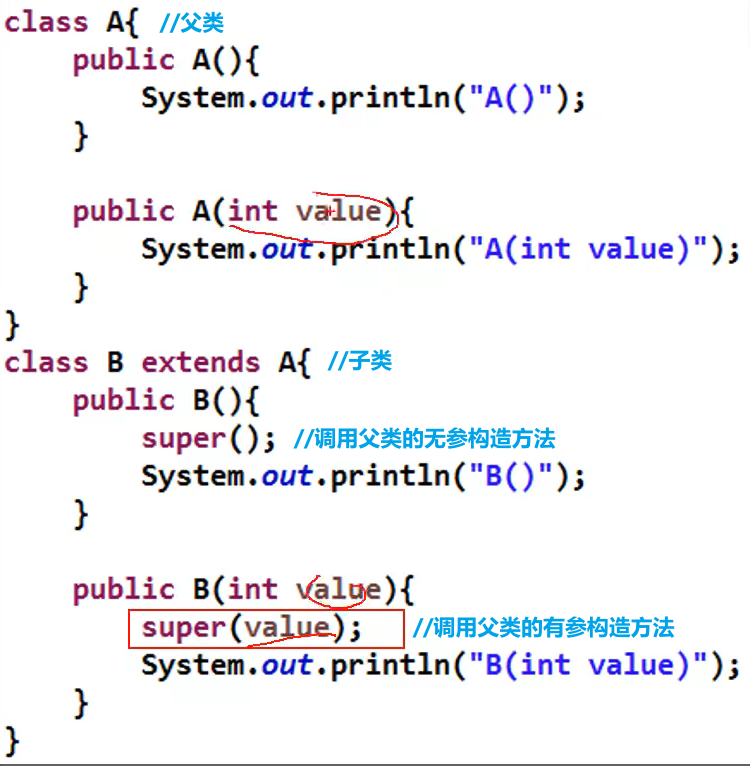 class A{ //父类
public A(){
System.out.println("A()");
}
public A(int value){
System.out.println("A(int value)");
}
}
class B extends A{ //子类
public B(){
super(); //调用父类的无参构造方法
System.out.println("B()");
}
public B(int value){
super(value); //调用父类的有参构造方法
System.out.println("B(int value)");
}
}